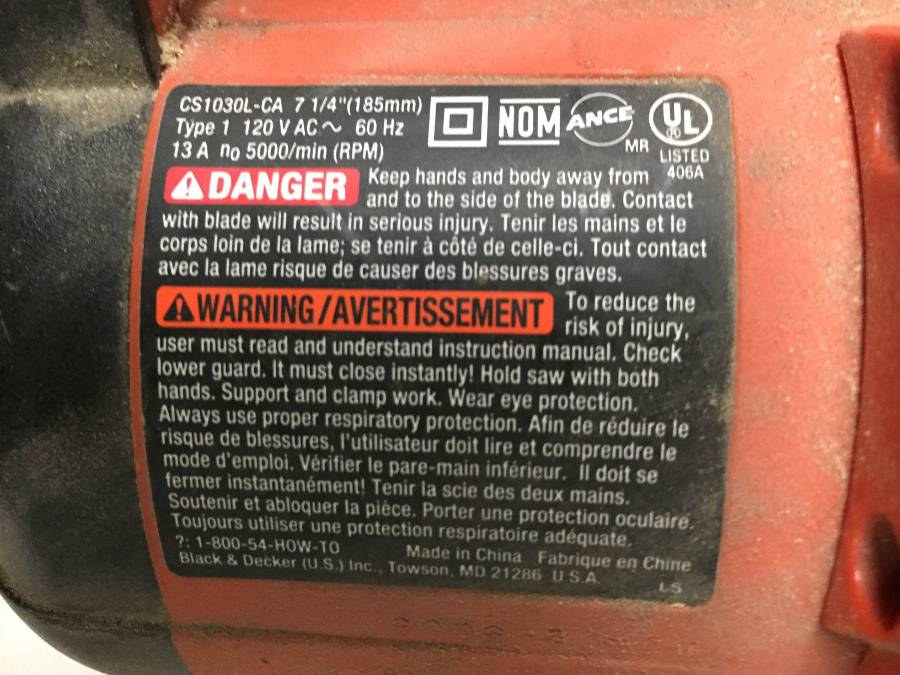 CS1030L-CA 7 1/4"(185mm)
Type 1 120 V AC ~ 60 Hz
13 A no 5000/min (RPM)
NOM
ANCE
MR
UL
LISTED
406A
DANGER Keep hands and body away from
and to the side of the blade. Contact
with blade will result in serious injury. Tenir les mains et le
corps loin de la lame; se tenir à côté de celle-ci. Tout contact
avec la lame risque de causer des blessures graves.
WARNING/AVERTISSEMENT To reduce the
risk of injury,
user must read and understand instruction manual. Check
lower guard. It must close instantly! Hold saw with both
hands. Support and clamp work. Wear eye protection.
Always use proper respiratory protection. Afin de réduire le
risque de blessures, l'utilisateur doit lire et comprendre le
mode d'emploi. Vérifier le pare-main inférieur. Il doit se
fermer instantanément! Tenir la scie des deux mains.
Soutenir et abloquer la pièce. Porter une protection oculaire.
Toujours utiliser une protection respiratoire adéquate.
?: 1-800-54-HOW-TO Made in China Fabrique en Chine
Black & Decker (U.S.) Inc., Towson, MD 21286 U.S.A.
LS